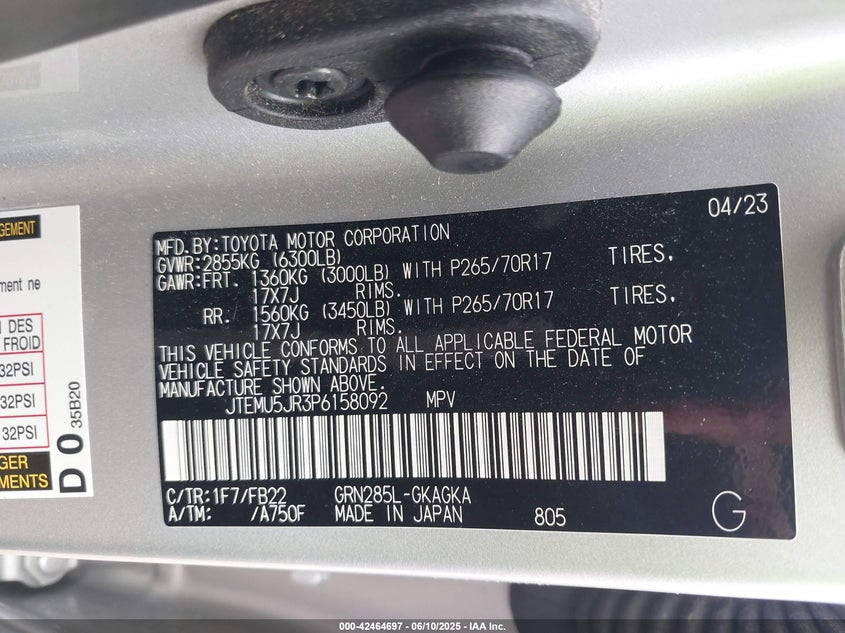 04/23
MFD.BY:TOYOTA MOTOR CORPORATION
GVWR:2855KG (6300LB)
GAWR:FRT. 1360KG (3000LB) WITH P265/70R17 TIRES,
17X7J RIMS.
RR. 1560KG (3450LB) WITH P265/70R17 TIRES,
17X7J RIMS.
THIS VEHICLE CONFORMS TO ALL APPLICABLE FEDERAL MOTOR
VEHICLE SAFETY STANDARDS IN EFFECT ON THE DATE OF
MANUFACTURE SHOWN ABOVE.
JTEMU5JR3P6158092 MPV
C/TR:1F7/FB22 GRN285L-GKAGKA
A/TM: /A750F MADE IN JAPAN 805 G
GEMENT
ment ne
DES
FROID
32PSI
32PSI
32PSI
GER
MENTS
D 0 35B20
000-42464697 - 06/10/2025 - IAA Inc.